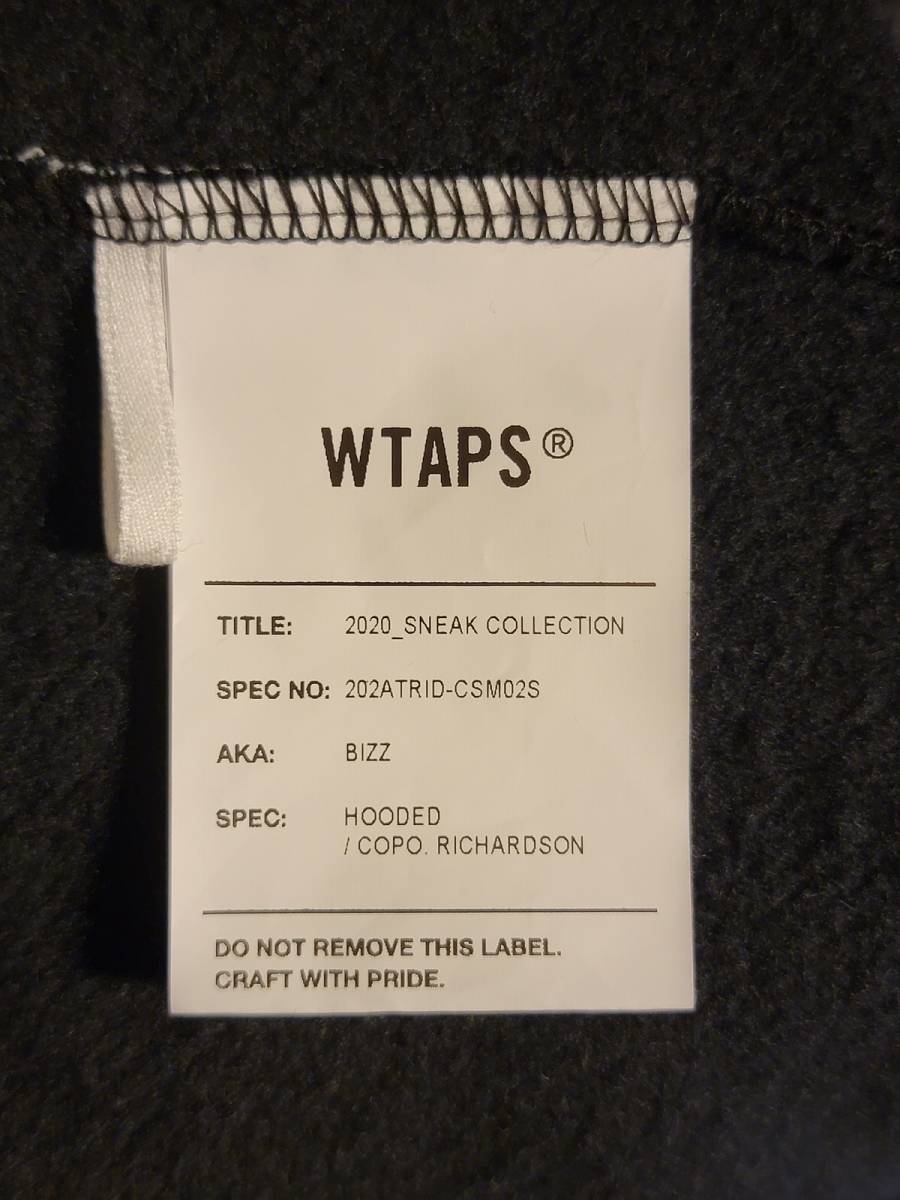 WTAPS®
TITLE: 2020_SNEAK COLLECTION
SPEC NO: 202ATRID-CSM02S
AKA: BIZZ
SPEC: HOODED
/ COPO. RICHARDSON
DO NOT REMOVE THIS LABEL.
CRAFT WITH PRIDE.